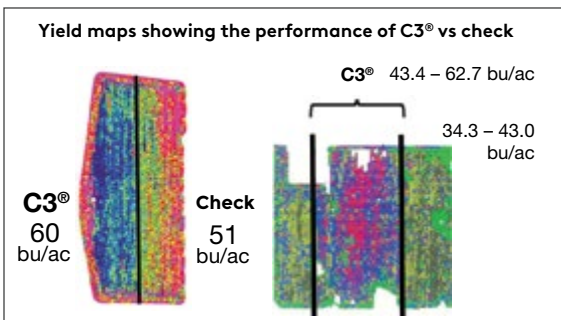 Yield maps showing the performance of C3® vs check
C3® 43.4 – 62.7 bu/ac
34.3 – 43.0
bu/ac
C3®
60
bu/ac
Check
51
bu/ac